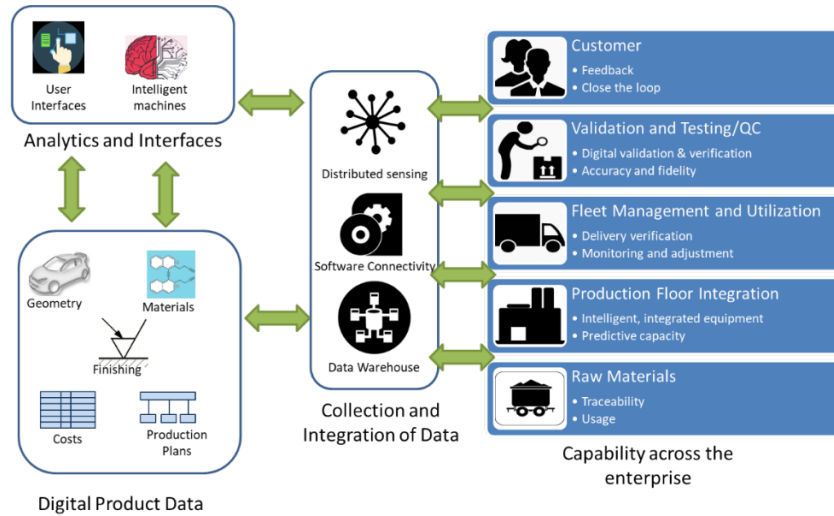 User
Interfaces
Intelligent
machines
Analytics and Interfaces
Geometry
Materials
Finishing
Costs
Production
Plans
Digital Product Data
Distributed sensing
Software Connectivity
Data Warehouse
Collection and
Integration of Data
Customer
• Feedback
• Close the loop
Validation and Testing/QC
• Digital validation & verification
• Accuracy and fidelity
Fleet Management and Utilization
• Delivery verification
• Monitoring and adjustment
Production Floor Integration
• Intelligent, integrated equipment
• Predictive capacity
Raw Materials
• Traceability
• Usage
Capability across the
enterprise